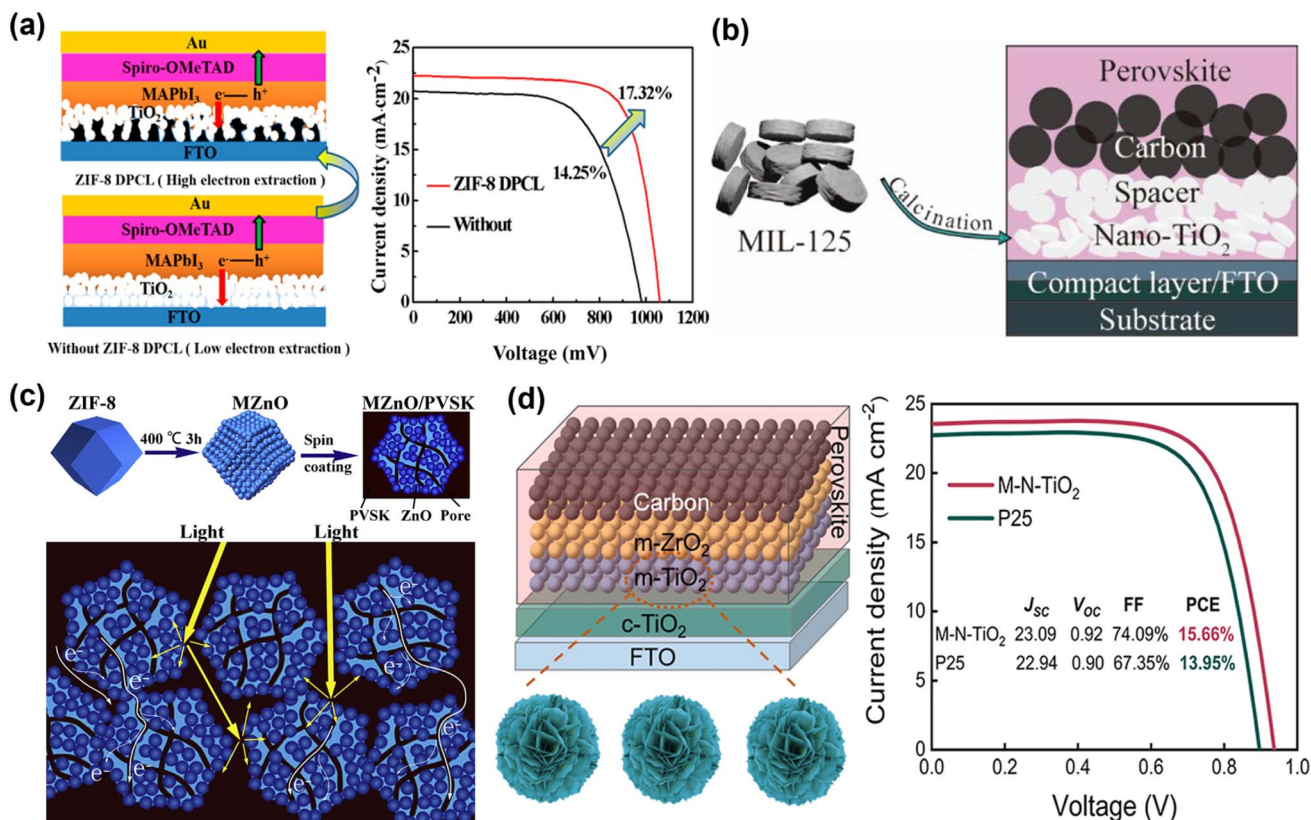 (a)
Au
Spiro-OMeTAD
MAPbI₃ e⁻ h⁺
TiO₂
FTO
ZIF-8 DPCL ( High electron extraction )
Au
Spiro-OMeTAD
MAPbI₃ e⁻ h⁺
TiO₂
FTO
Without ZIF-8 DPCL ( Low electron extraction )
Current density (mA·cm⁻²)
25
20
15
10
5
0
17.32%
14.25%
ZIF-8 DPCL
Without
0 200 400 600 800 1000 1200
Voltage (mV)
(b)
MIL-125
Calcination
Perovskite
Carbon
Spacer
Nano-TiO₂
Compact layer/FTO
Substrate
(c)
ZIF-8
400 ℃ 3h
MZnO
Spin
coating
MZnO/PVSK
PVSK ZnO Pore
Light Light
e⁻
e⁻
e⁻
e⁻
e⁻
e⁻
e⁻
(d)
Perovskite
Carbon
m-ZrO₂
m-TiO₂
c-TiO₂
FTO
Current density (mA cm⁻²)
25
20
15
10
5
0
M-N-TiO₂
P25
Jsc Voc FF PCE
M-N-TiO₂ 23.09 0.92 74.09% 15.66%
P25 22.94 0.90 67.35% 13.95%
0.0 0.2 0.4 0.6 0.8 1.0
Voltage (V)